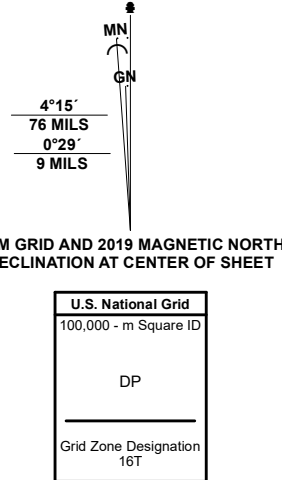 MN
GN
4°15´
76 MILS
0°29´
9 MILS
M GRID AND 2019 MAGNETIC NORTH
ECLINATION AT CENTER OF SHEET
U.S. National Grid
100,000 - m Square ID
DP
Grid Zone Designation
16T